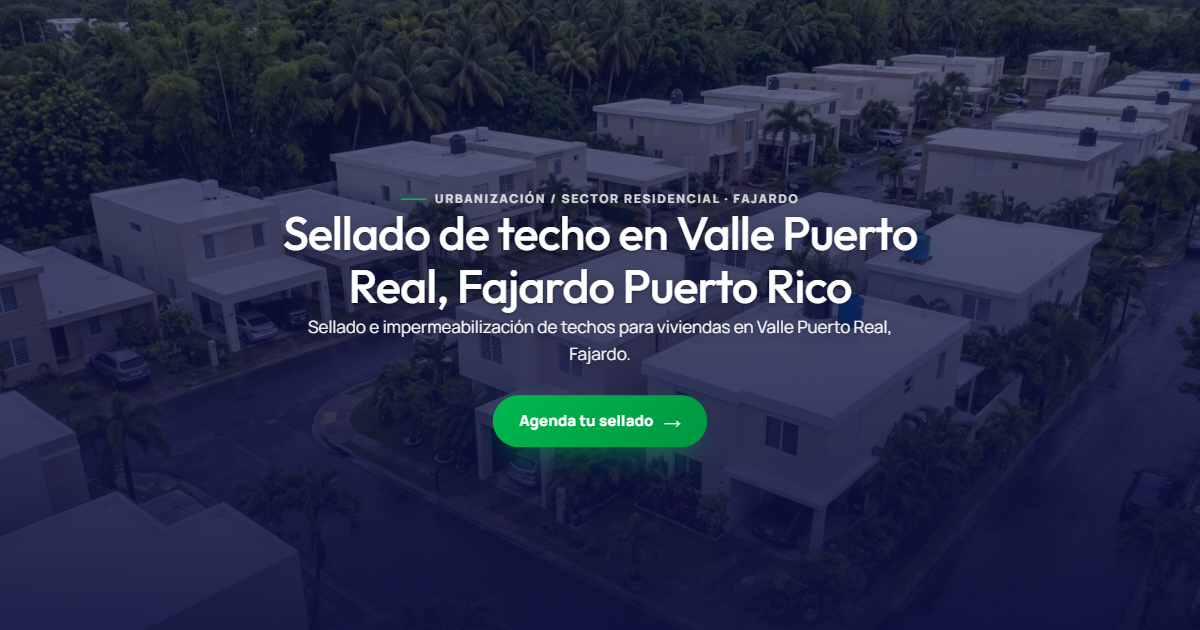 URBANIZACIÓN / SECTOR RESIDENCIAL · FAJARDO
Sellado de techo en Valle Puerto
Real, Fajardo Puerto Rico
Sellado e impermeabilización de techos para viviendas en Valle Puerto Real,
Fajardo.
Agenda tu sellado →